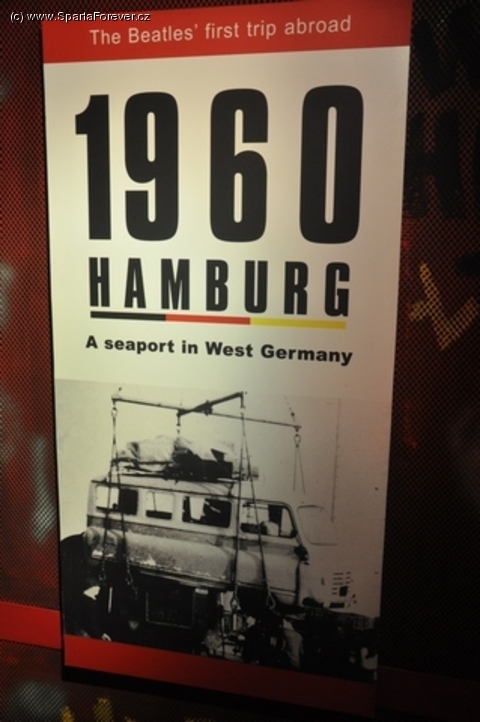 (c) www.SpartaForever.cz
The Beatles' first trip abroad
1960
HAMBURG
A seaport in West Germany